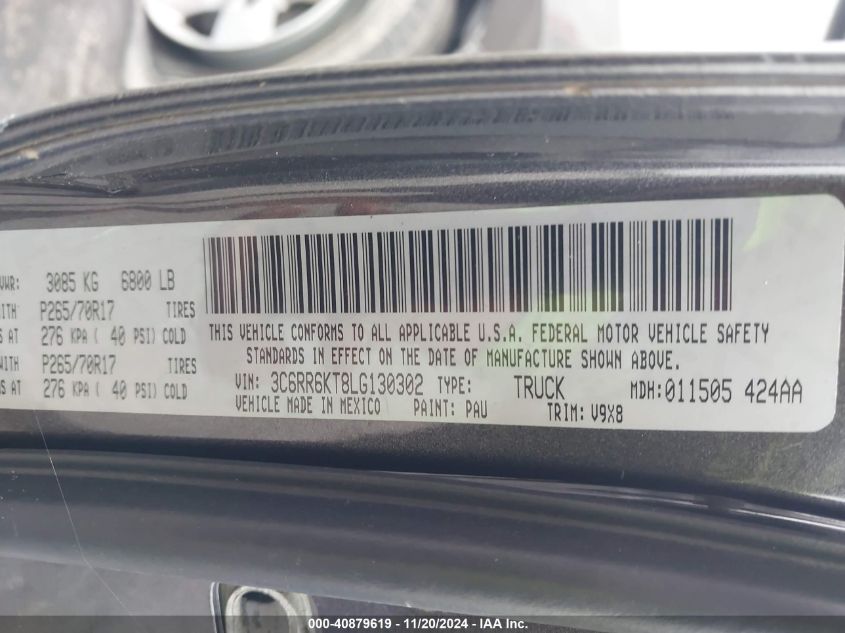 VWR: 3085 KG 6800 LB
WITH P265/70R17 TIRES
S AT 276 KPA ( 40 PSI) COLD
WITH P265/70R17 TIRES
S AT 276 KPA ( 40 PSI) COLD
THIS VEHICLE CONFORMS TO ALL APPLICABLE U.S.A. FEDERAL MOTOR VEHICLE SAFETY
STANDARDS IN EFFECT ON THE DATE OF MANUFACTURE SHOWN ABOVE.
VIN: 3C6RR6KT8LG130302 TYPE: TRUCK MDH:011505 424AA
VEHICLE MADE IN MEXICO PAINT: PAU TRIM: V9X8
000-40879619 - 11/20/2024 - IAA Inc.